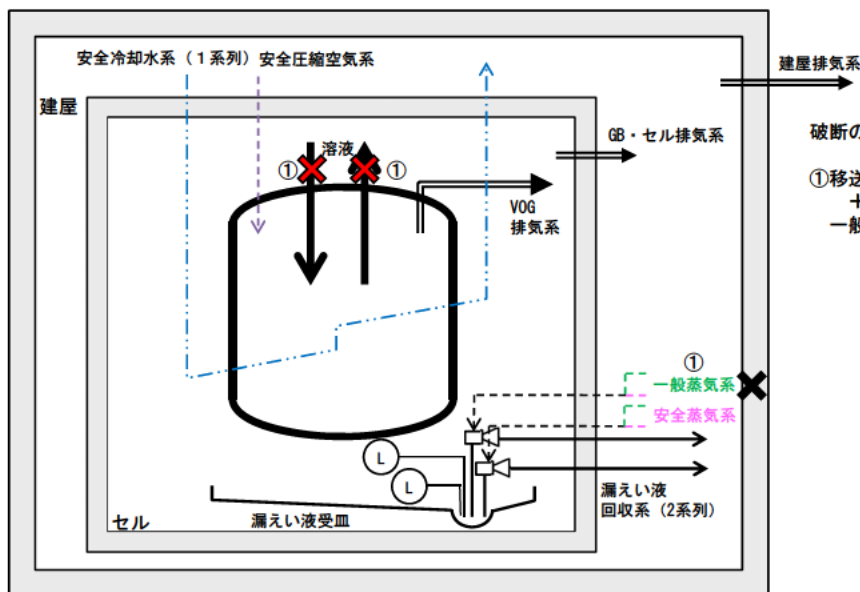 安全冷却水系(1系列)安全圧縮空気系
建屋排気系
建屋
破断の
GB・セル排気系
①溶液①
①移送
+
一般
VOG
排気系
①
一般蒸気系
安全蒸気系
L
L
漏えい液
回収系(2系列)
漏えい液受皿
セル